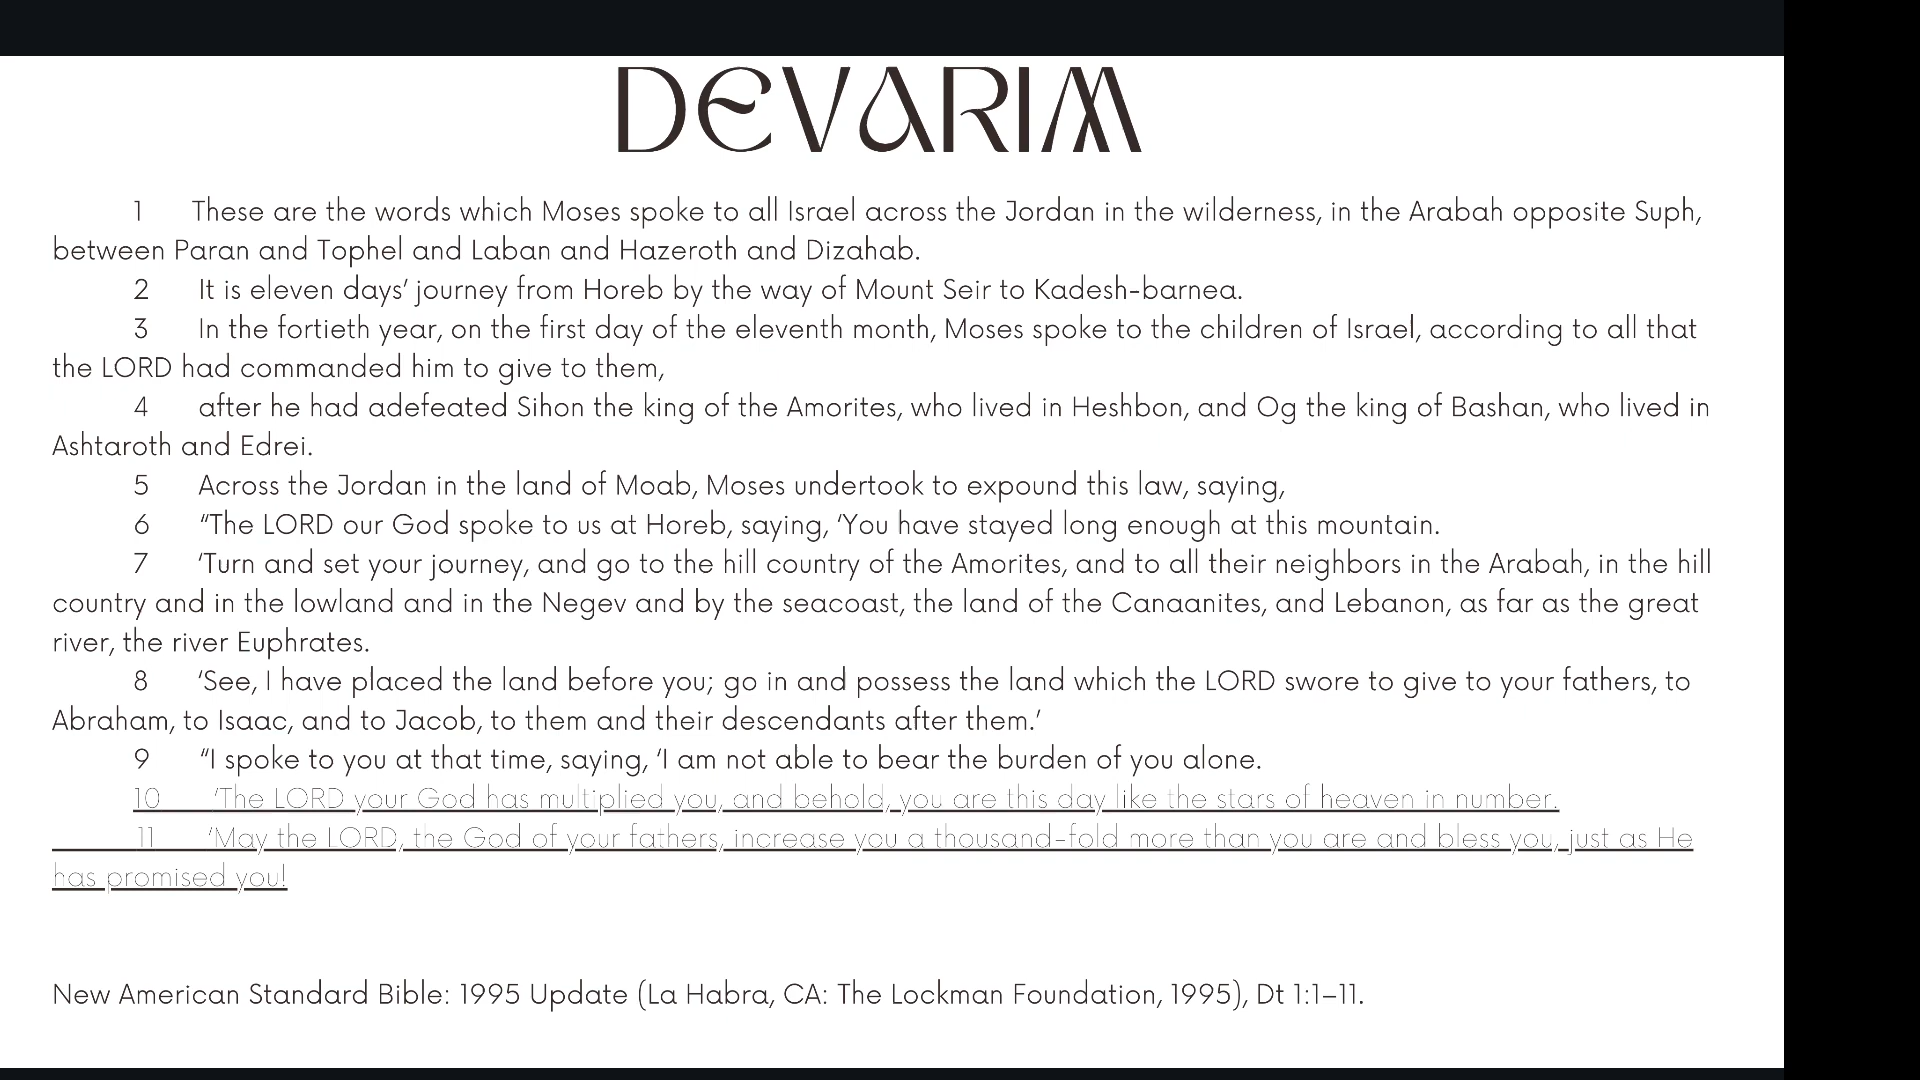 DEVARIM
1 These are the words which Moses spoke to all Israel across the Jordan in the wilderness, in the Arabah opposite Suph,
between Paran and Tophel and Laban and Hazeroth and Dizahab.
2 It is eleven days’ journey from Horeb by the way of Mount Seir to Kadesh-barnea.
3 In the fortieth year, on the first day of the eleventh month, Moses spoke to the children of Israel, according to all that
the LORD had commanded him to give to them,
4 after he had adefeated Sihon the king of the Amorites, who lived in Heshbon, and Og the king of Bashan, who lived in
Ashtaroth and Edrei.
5 Across the Jordan in the land of Moab, Moses undertook to expound this law, saying,
6 “The LORD our God spoke to us at Horeb, saying, ‘You have stayed long enough at this mountain.
7 ‘Turn and set your journey, and go to the hill country of the Amorites, and to all their neighbors in the Arabah, in the hill
country and in the lowland and in the Negev and by the seacoast, the land of the Canaanites, and Lebanon, as far as the great
river, the river Euphrates.
8 ‘See, I have placed the land before you; go in and possess the land which the LORD swore to give to your fathers, to
Abraham, to Isaac, and to Jacob, to them and their descendants after them.’
9 “I spoke to you at that time, saying, ‘I am not able to bear the burden of you alone.
10 ‘The LORD your God has multiplied you, and behold, you are this day like the stars of heaven in number.
11 ‘May the LORD, the God of your fathers, increase you a thousand-fold more than you are and bless you, just as He
has promised you!
New American Standard Bible: 1995 Update (La Habra, CA: The Lockman Foundation, 1995), Dt 1:1–11.